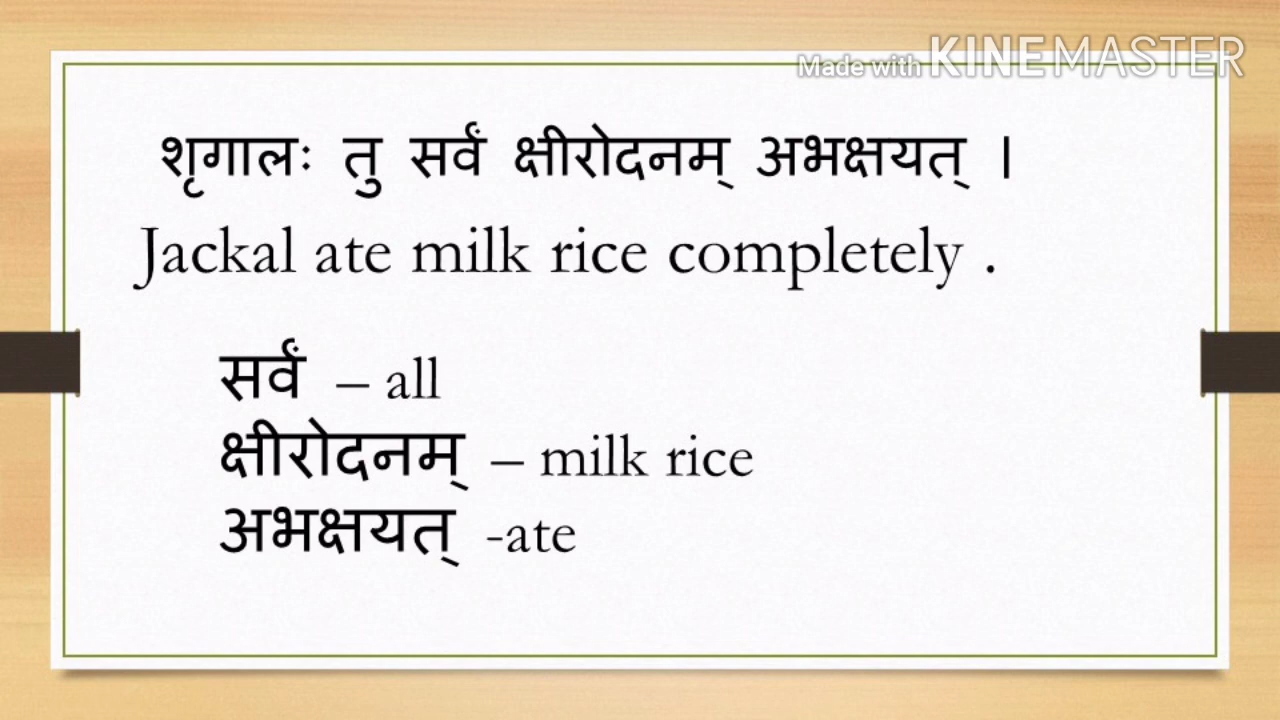 Made with KINEMASTER
शृगालः तु सर्वं क्षीरोदनम् अभक्षयत् ।
Jackal ate milk rice completely .
सर्वं – all
क्षीरोदनम् – milk rice
अभक्षयत् -ate